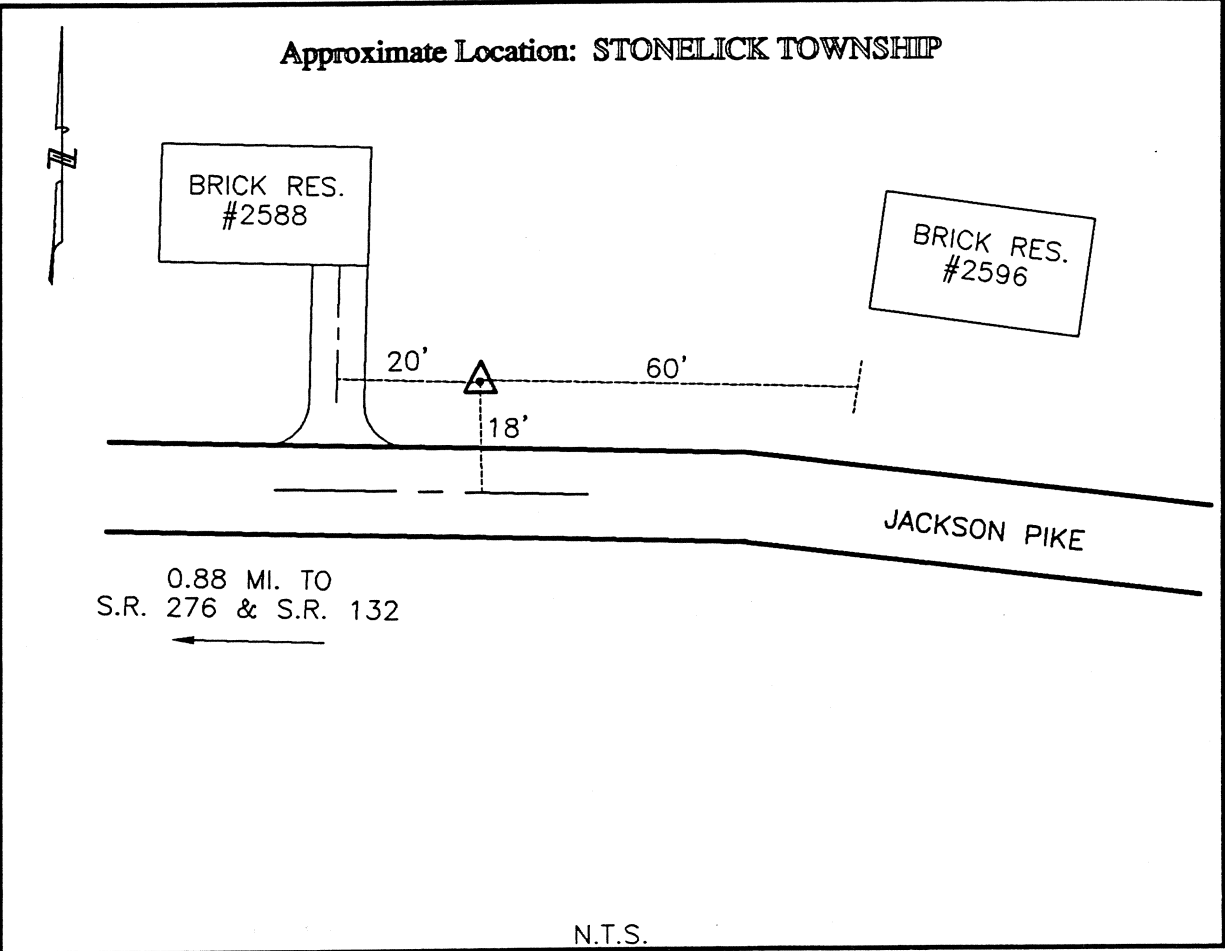 Approximate Location: STONELICK TOWNSHIP
N
BRICK RES.
#2588
BRICK RES.
#2596
20'
60'
18'
JACKSON PIKE
0.88 MI. TO
S.R. 276 & S.R. 132
N.T.S.